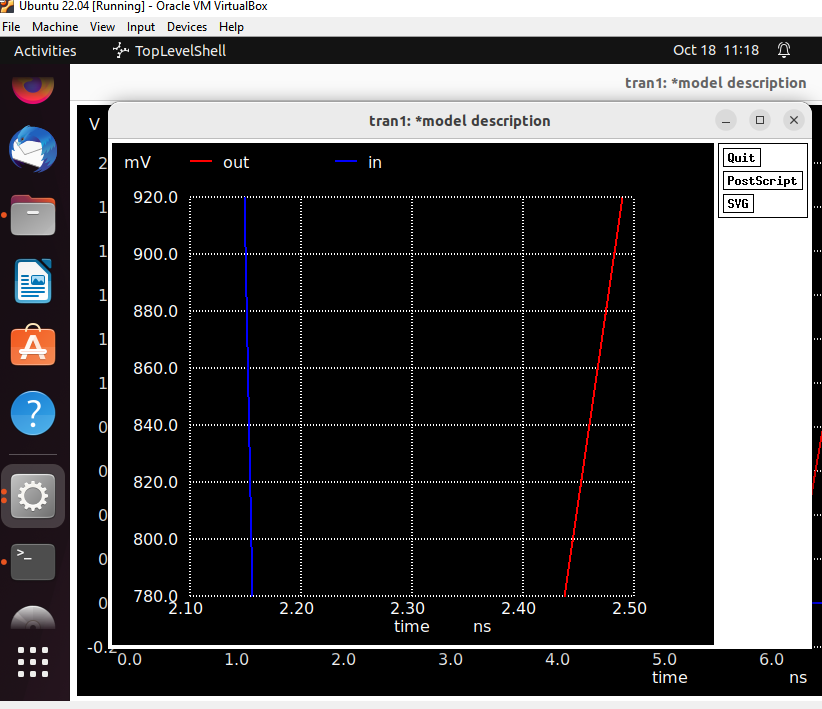 Ubuntu 22.04 [Running] - Oracle VM VirtualBox
File Machine View Input Devices Help
Activities TopLevelShell Oct 18 11:18
tran1: *model description
V
tran1: *model description
mV out in
Quit
PostScript
SVG
920.0
900.0
880.0
860.0
840.0
820.0
800.0
780.0
2.10 2.20 2.30 2.40 2.50
time ns
2
1
1
1
1
1
0
0
0
0
0
-0.2
0.0 1.0 2.0 3.0 4.0 5.0 6.0
time ns